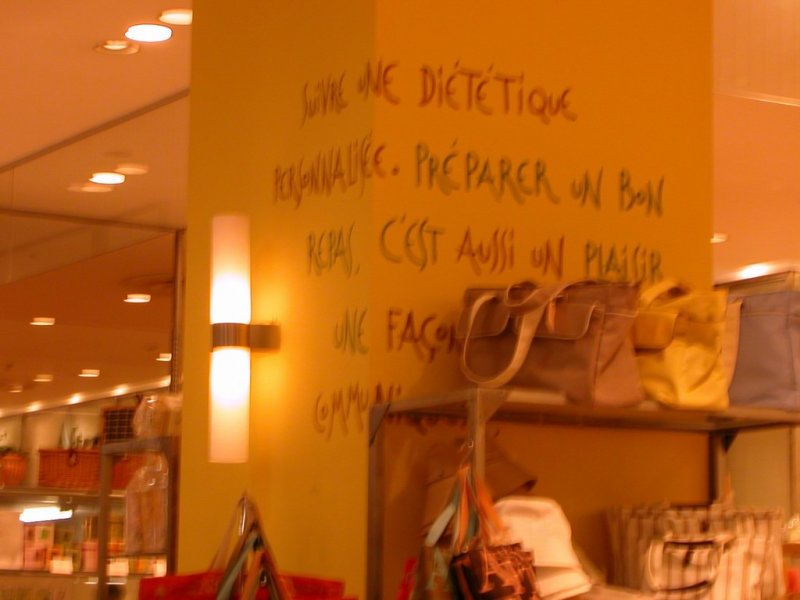 SUIVRE UNE DIÉTÉTIQUE
PERSONNALISÉE. PRÉPARER UN BON
REPAS, C'EST AUSSI UN PLAISIR
UNE FAÇON